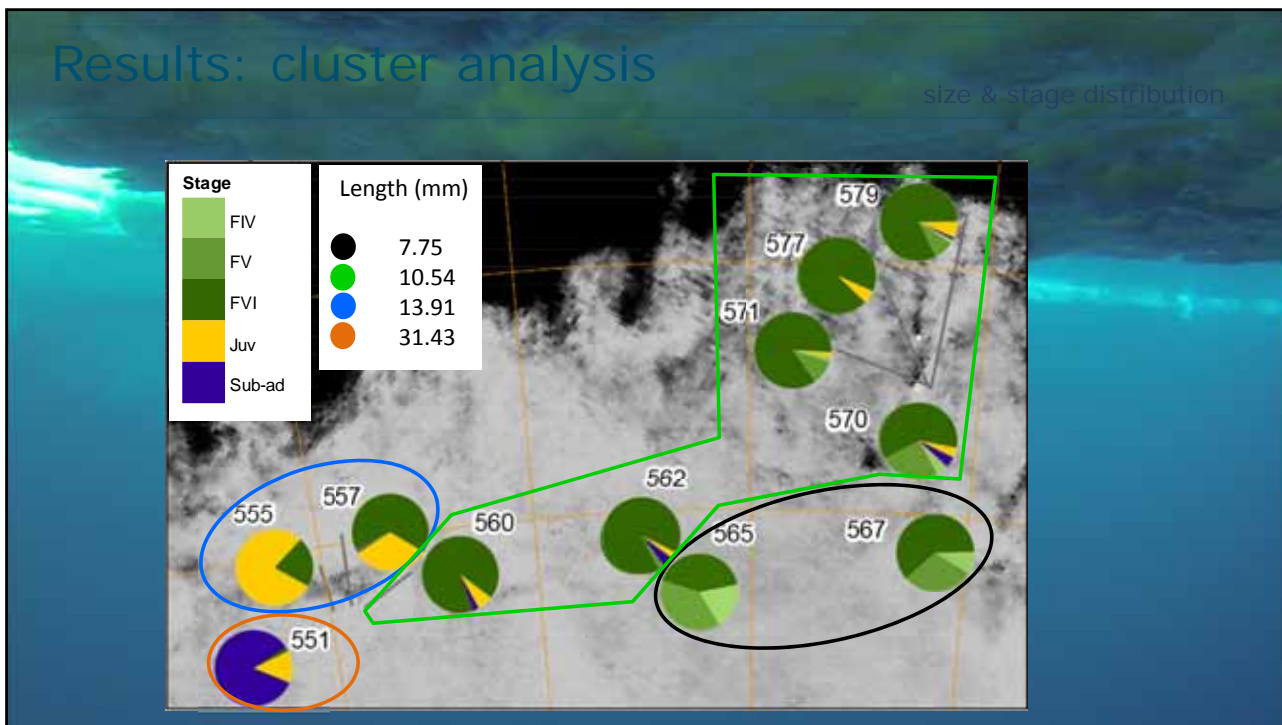 Results: cluster analysis
size & stage distribution
Stage
FIV
FV
FVI
Juv
Sub-ad
Length (mm)
7.75
10.54
13.91
31.43
579
577
571
570
562
557
560
555
565
567
551